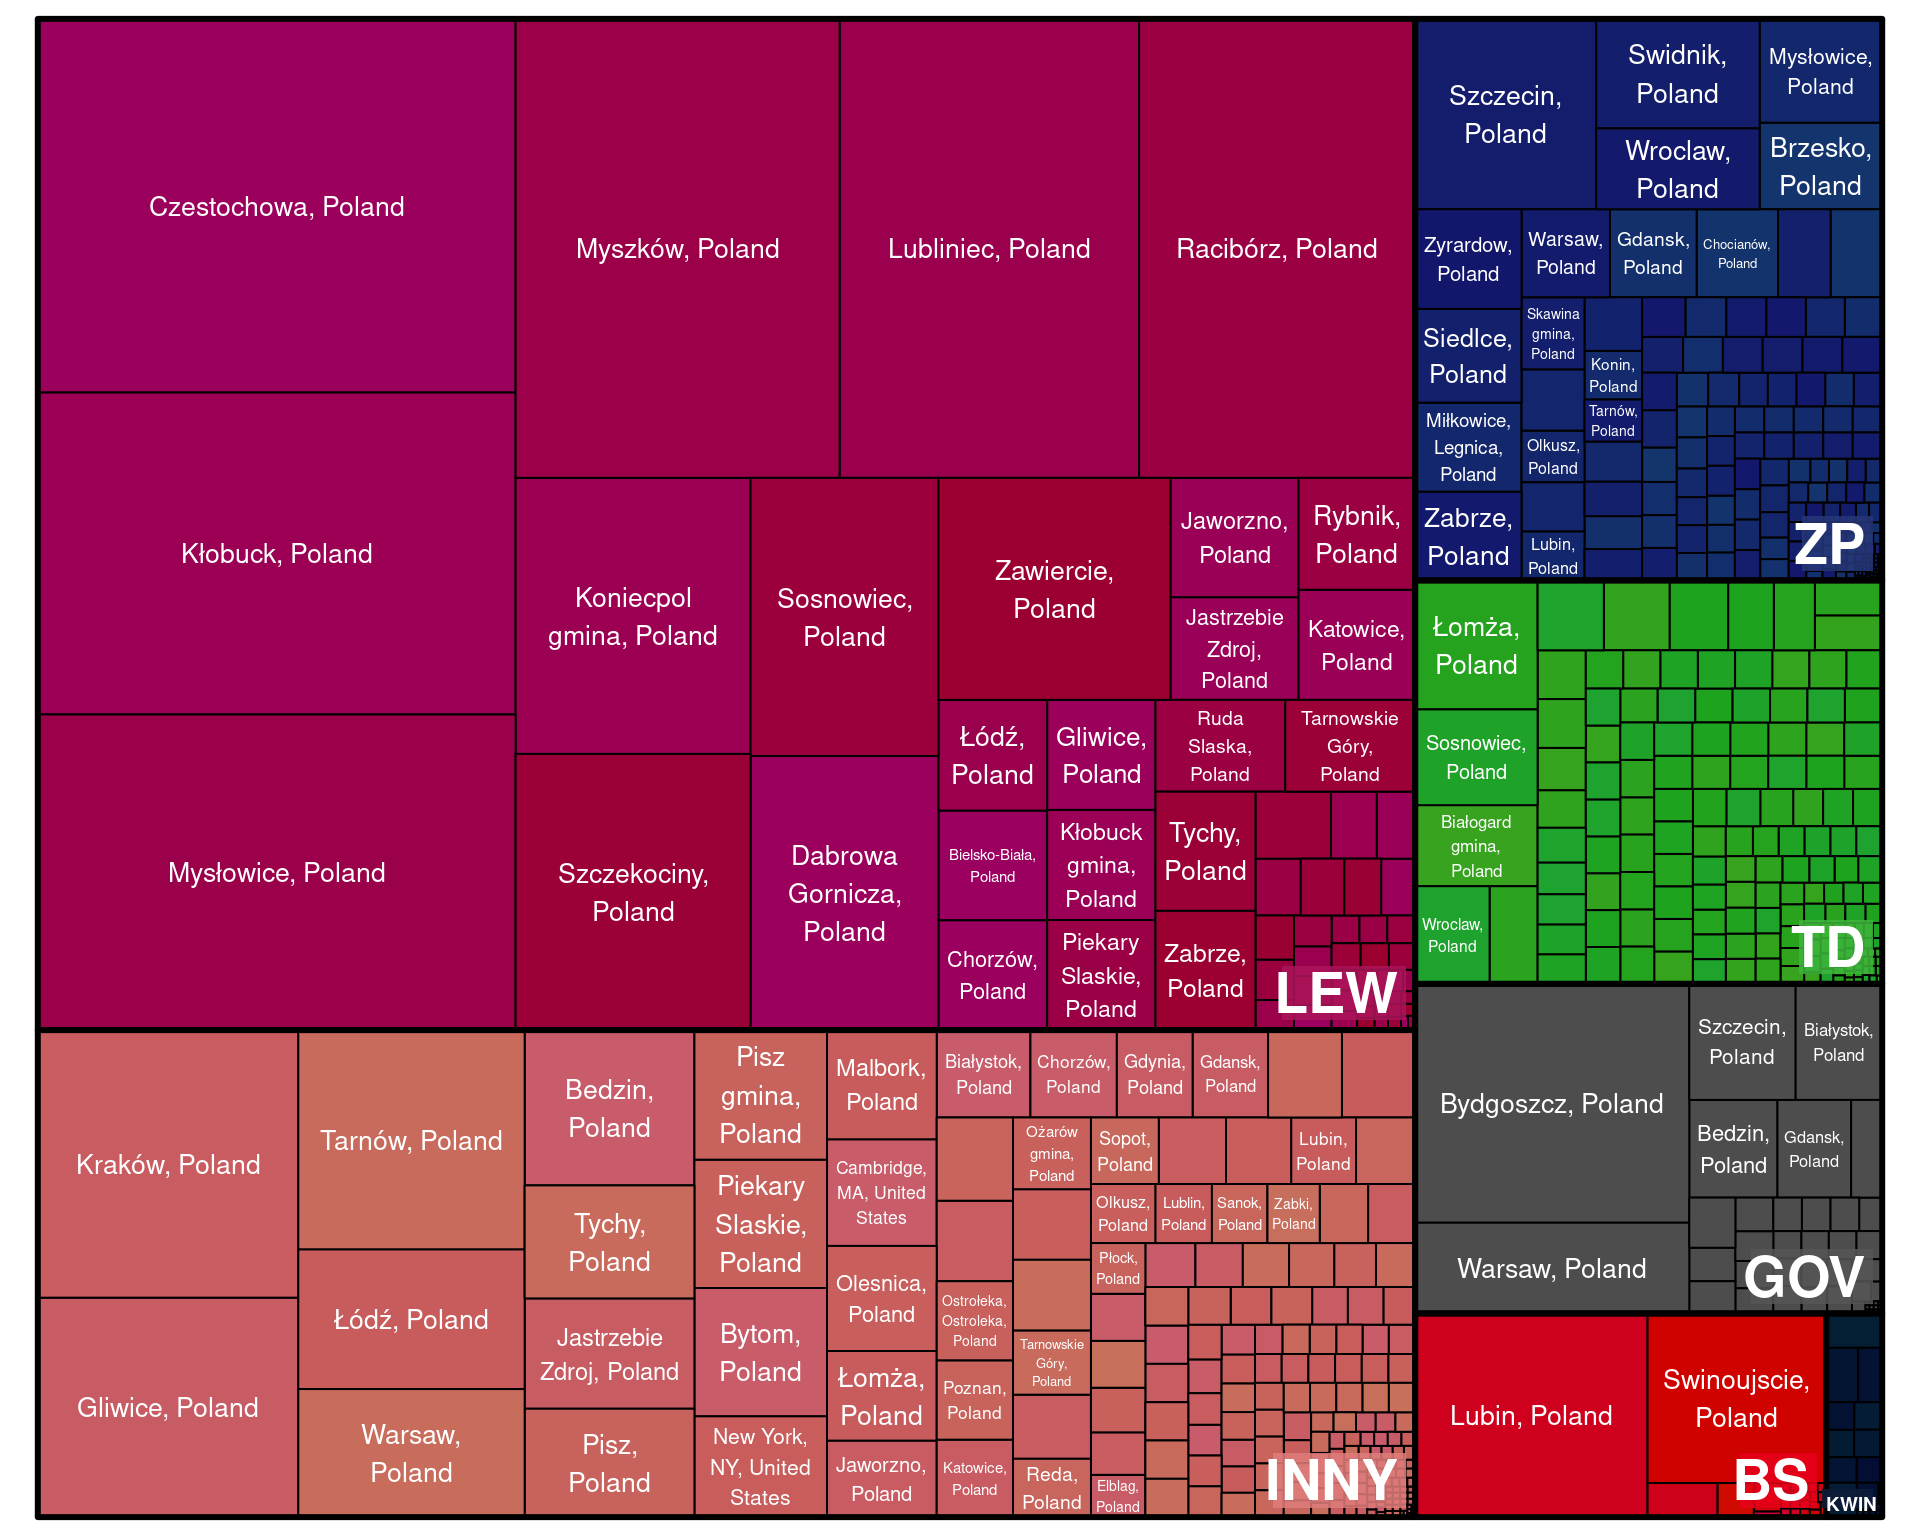 Czestochowa, Poland
Kłobuck, Poland
Mysłowice, Poland
Myszków, Poland
Lubliniec, Poland
Racibórz, Poland
Koniecpol
gmina, Poland
Szczekociny,
Poland
Sosnowiec,
Poland
Dabrowa
Gornicza,
Poland
Zawiercie,
Poland
Jaworzno,
Poland
Jastrzebie
Zdroj,
Poland
Rybnik,
Poland
Katowice,
Poland
Łódź,
Poland
Bielsko-Biała,
Poland
Chorzów,
Poland
Gliwice,
Poland
Kłobuck
gmina,
Poland
Piekary
Slaskie,
Poland
Ruda
Slaska,
Poland
Tarnowskie
Góry,
Poland
Tychy,
Poland
Zabrze,
Poland
LEW
Kraków, Poland
Gliwice, Poland
Tarnów, Poland
Łódź, Poland
Warsaw,
Poland
Bedzin,
Poland
Tychy,
Poland
Jastrzebie
Zdroj, Poland
Pisz,
Poland
Pisz
gmina,
Poland
Piekary
Slaskie,
Poland
Bytom,
Poland
New York,
NY, United
States
Malbork,
Poland
Cambridge,
MA, United
States
Olesnica,
Poland
Łomża,
Poland
Jaworzno,
Poland
Białystok,
Poland
Chorzów,
Poland
Gdynia,
Poland
Gdansk,
Poland
Ostrołeka,
Ostroleka,
Poland
Poznan,
Poland
Katowice,
Poland
Ożarów
gmina,
Poland
Tarnowskie
Góry,
Poland
Reda,
Poland
Sopot,
Poland
Lubin,
Poland
Olkusz,
Poland
Lublin,
Poland
Sanok,
Poland
Zabki,
Poland
Płock,
Poland
Elblag,
Poland
INNY
Szczecin,
Poland
Swidnik,
Poland
Wroclaw,
Poland
Mysłowice,
Poland
Brzesko,
Poland
Zyrardow,
Poland
Siedlce,
Poland
Miłkowice,
Legnica,
Poland
Zabrze,
Poland
Warsaw,
Poland
Gdansk,
Poland
Chocianów,
Poland
Skawina
gmina,
Poland
Olkusz,
Poland
Lubin,
Poland
Konin,
Poland
Tarnów,
Poland
ZP
Łomża,
Poland
Sosnowiec,
Poland
Białogard
gmina,
Poland
Wroclaw,
Poland
TD
Bydgoszcz, Poland
Warsaw, Poland
Szczecin,
Poland
Białystok,
Poland
Bedzin,
Poland
Gdansk,
Poland
GOV
Lubin, Poland
Swinoujscie,
Poland
BS
KWIN